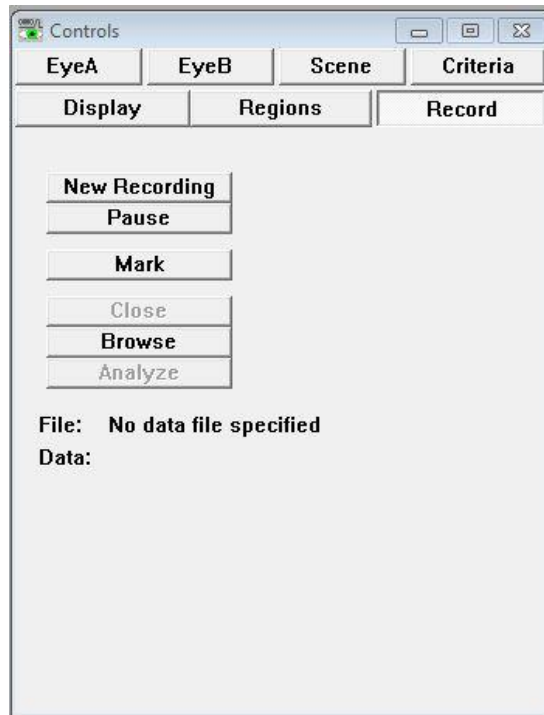 Controls
EyeA EyeB Scene Criteria
Display Regions Record
New Recording
Pause
Mark
Close
Browse
Analyze
File: No data file specified
Data: